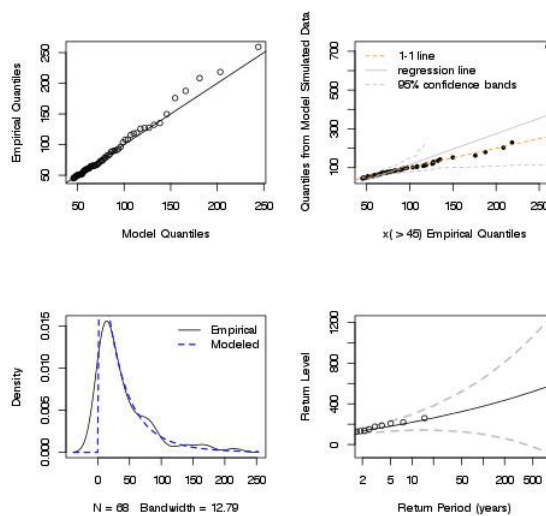 Empirical Quantiles
50 100 150 200 250
50 100 150 200 250
Model Quantiles
Quantiles from Model Simulated Data
100 300 500 700
1-1 line
regression line
95% confidence bands
50 100 150 200 250
x( > 45) Empirical Quantiles
Density
0.000 0.005 0.010 0.015
Empirical
Modeled
0 50 100 150 200 250
N = 68 Bandwidth = 12.79
Return Level
0 400 800 1200
2 5 10 50 200 500
Return Period (years)